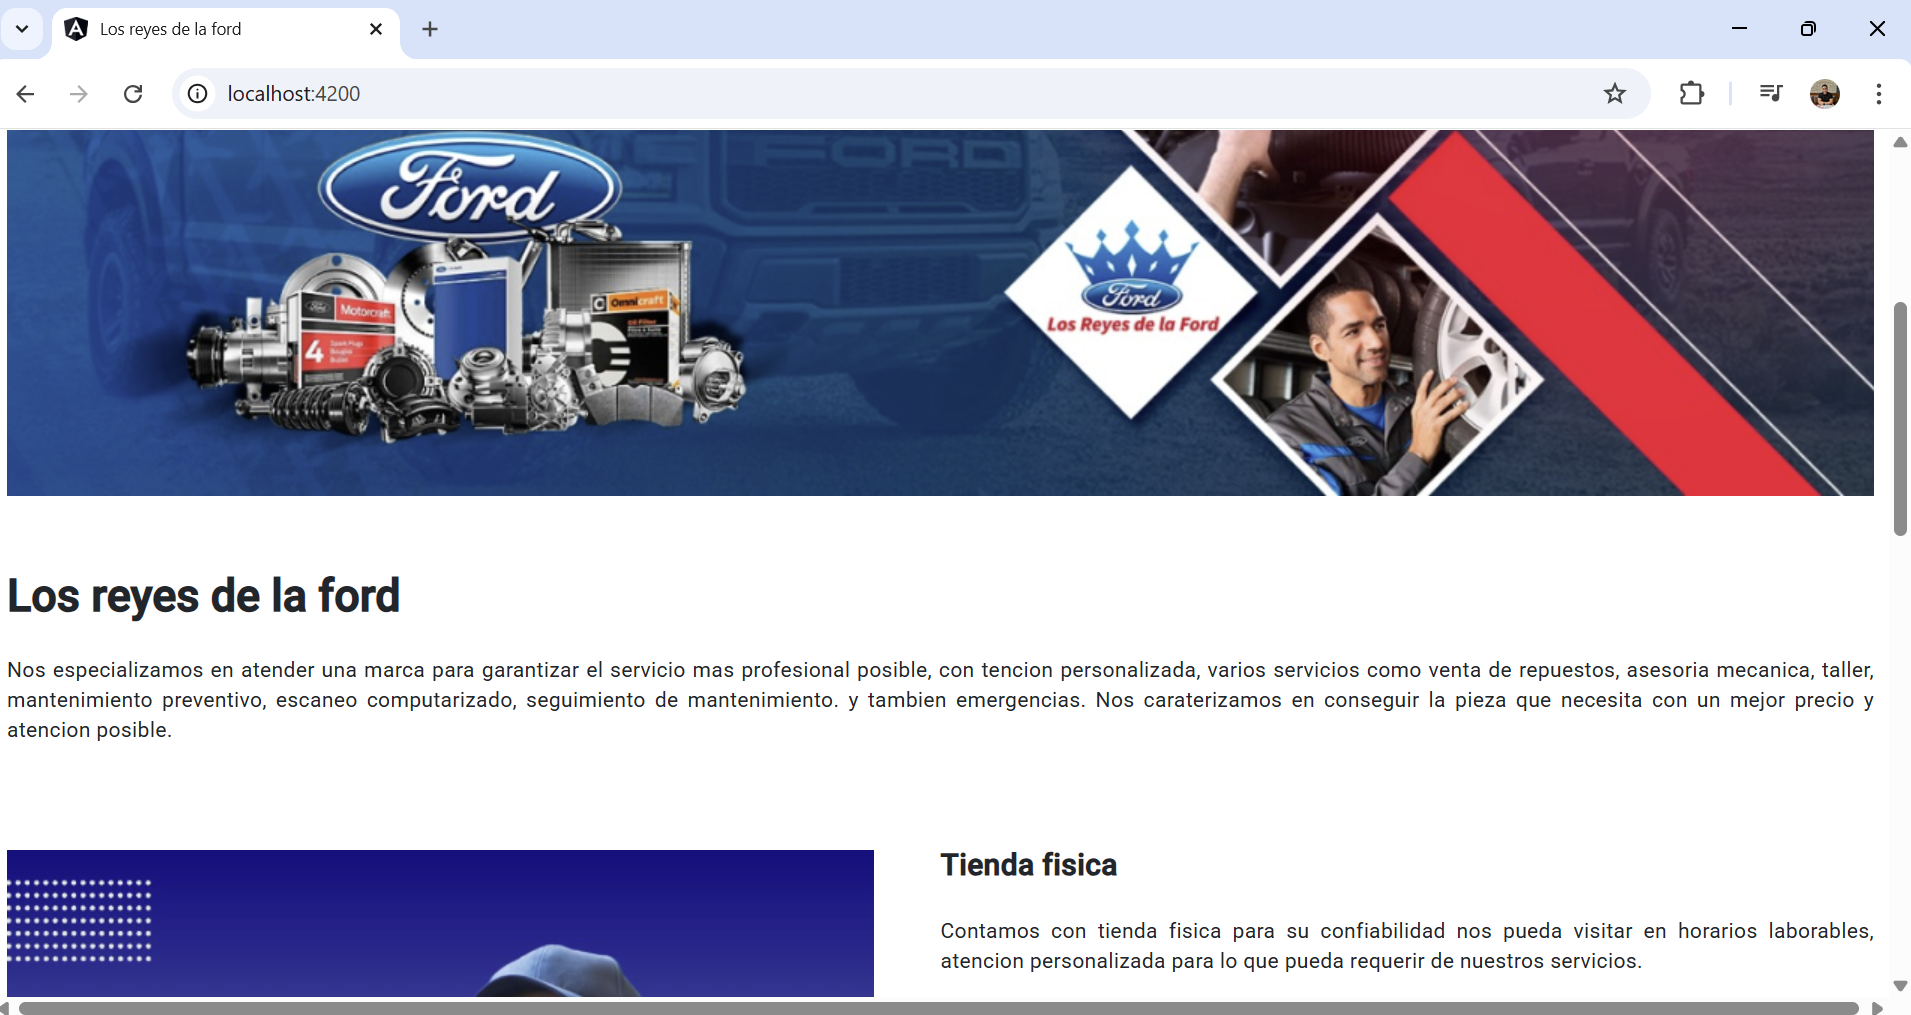 Los reyes de la ford
localhost:4200
FORD
Ford
Motorcraft
4
Omnicraft
Ford
Los Reyes de la Ford
Los reyes de la ford
Nos especializamos en atender una marca para garantizar el servicio mas profesional posible, con tencion personalizada, varios servicios como venta de repuestos, asesoria mecanica, taller,
mantenimiento preventivo, escaneo computarizado, seguimiento de mantenimiento. y tambien emergencias. Nos caraterizamos en conseguir la pieza que necesita con un mejor precio y
atencion posible.
Tienda fisica
Contamos con tienda fisica para su confiabilidad nos pueda visitar en horarios laborables,
atencion personalizada para lo que pueda requerir de nuestros servicios.